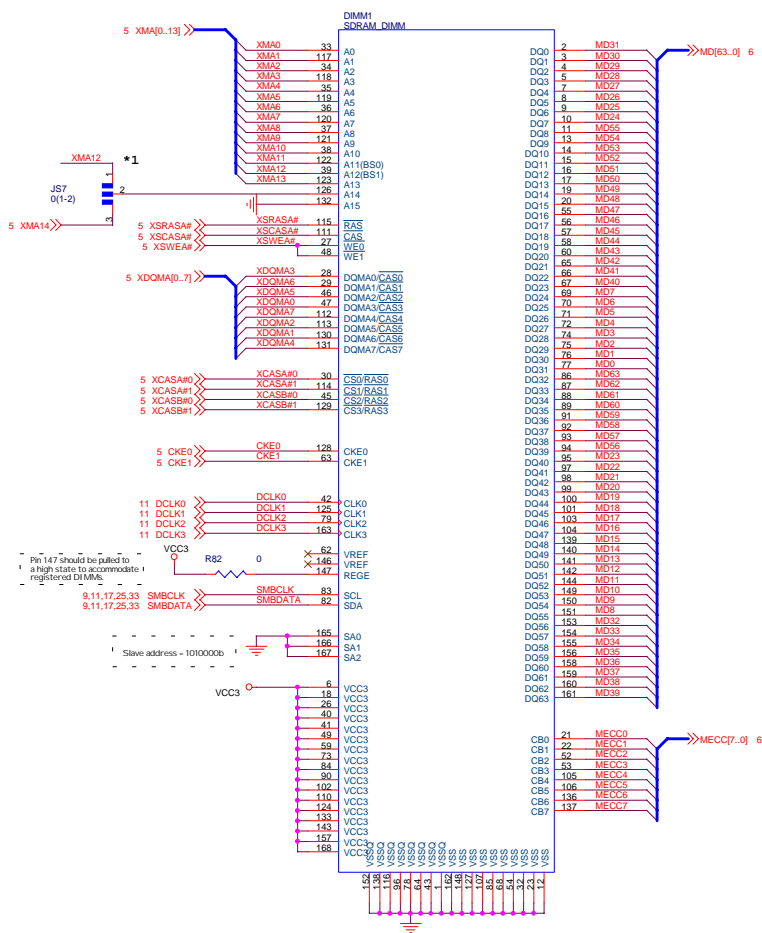 DIMM1
SDRAM_DIMM
5 XMA[0..13]
XMA0 33 A0
XMA1 117 A1
XMA2 34 A2
XMA3 118 A3
XMA4 35 A4
XMA5 119 A5
XMA6 36 A6
XMA7 120 A7
XMA8 37 A8
XMA9 121 A9
XMA10 38 A10
XMA11 122 A11(BS0)
XMA12 39 A12(BS1)
XMA13 123 A13
126 A14
132 A15
XMA12 *1
1
JS7 2
0(1-2)
3
5 XMA14
5 XSRASA# XSRASA# 115 RAS
5 XSCASA# XSCASA# 111 CAS
5 XSWEA# XSWEA# 27 WE0
48 WE1
5 XDQMA[0..7]
XDQMA3 28 DQMA0/CAS0
XDQMA6 29 DQMA1/CAS1
XDQMA5 46 DQMA2/CAS2
XDQMA0 47 DQMA3/CAS3
XDQMA7 112 DQMA4/CAS4
XDQMA2 113 DQMA5/CAS5
XDQMA1 130 DQMA6/CAS6
XDQMA4 131 DQMA7/CAS7
5 XCASA#0 XCASA#0 30 CS0/RAS0
5 XCASA#1 XCASA#1 114 CS1/RAS1
5 XCASB#0 XCASB#0 45 CS2/RAS2
5 XCASB#1 XCASB#1 129 CS3/RAS3
5 CKE0 CKE0 128 CKE0
5 CKE1 CKE1 63 CKE1
11 DCLK0 DCLK0 42 CLK0
11 DCLK1 DCLK1 125 CLK1
11 DCLK2 DCLK2 79 CLK2
11 DCLK3 DCLK3 163 CLK3
VCC3
R82 0
62 VREF
146 VREF
147 REGE
Pin 147 should be pulled to
a high state to accommodate
registered DIMMs.
9,11,17,25,33 SMBCLK SMBCLK 83 SCL
9,11,17,25,33 SMBDATA SMBDATA 82 SDA
165 SA0
166 SA1
167 SA2
Slave address = 1010000b
VCC3
6 VCC3
18 VCC3
26 VCC3
40 VCC3
41 VCC3
49 VCC3
59 VCC3
73 VCC3
84 VCC3
90 VCC3
102 VCC3
110 VCC3
124 VCC3
133 VCC3
143 VCC3
157 VCC3
168 VCC3
MD[63..0] 6
DQ0 2 MD31
DQ1 3 MD30
DQ2 4 MD29
DQ3 5 MD28
DQ4 7 MD27
DQ5 8 MD26
DQ6 9 MD25
DQ7 10 MD24
DQ8 11 MD55
DQ9 13 MD54
DQ10 14 MD53
DQ11 15 MD52
DQ12 16 MD51
DQ13 17 MD50
DQ14 19 MD49
DQ15 20 MD48
DQ16 55 MD47
DQ17 56 MD46
DQ18 57 MD45
DQ19 58 MD44
DQ20 60 MD43
DQ21 65 MD42
DQ22 66 MD41
DQ23 67 MD40
DQ24 69 MD7
DQ25 70 MD6
DQ26 71 MD5
DQ27 72 MD4
DQ28 74 MD3
DQ29 75 MD2
DQ30 76 MD1
DQ31 77 MD0
DQ32 86 MD63
DQ33 87 MD62
DQ34 88 MD61
DQ35 89 MD60
DQ36 91 MD59
DQ37 92 MD58
DQ38 93 MD57
DQ39 94 MD56
DQ40 95 MD23
DQ41 97 MD22
DQ42 98 MD21
DQ43 99 MD20
DQ44 100 MD19
DQ45 101 MD18
DQ46 103 MD17
DQ47 104 MD16
DQ48 139 MD15
DQ49 140 MD14
DQ50 141 MD13
DQ51 142 MD12
DQ52 144 MD11
DQ53 149 MD10
DQ54 150 MD9
DQ55 151 MD8
DQ56 153 MD32
DQ57 154 MD33
DQ58 155 MD34
DQ59 156 MD35
DQ60 158 MD36
DQ61 159 MD37
DQ62 160 MD38
DQ63 161 MD39
MECC[7..0] 6
CB0 21 MECC0
CB1 22 MECC1
CB2 52 MECC2
CB3 53 MECC3
CB4 105 MECC4
CB5 106 MECC5
CB6 136 MECC6
CB7 137 MECC7
VSSQ VSSQ VSSQ VSSQ VSSQ VSSQ VSSQ VSS VSS VSS VSS VSS VSS VSS VSS VSS VSS VSS
152 138 116 96 78 64 43 1 162 148 127 107 85 68 54 32 23 12